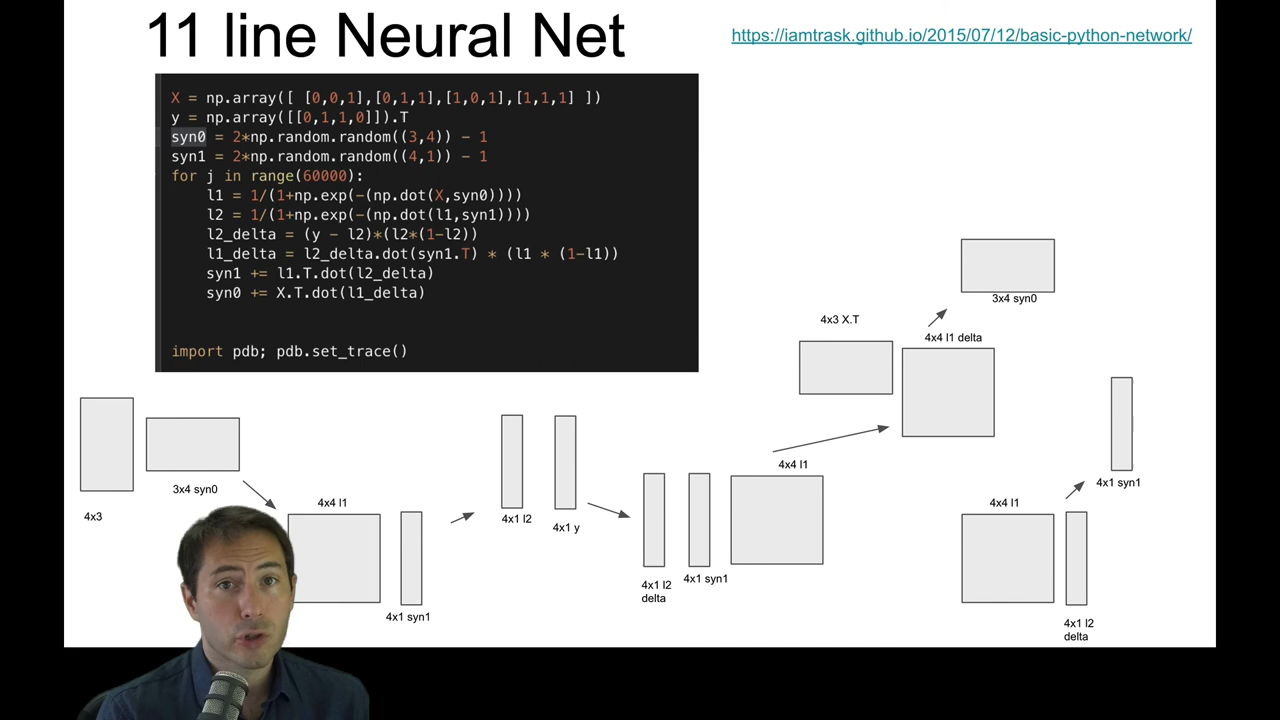 11 line Neural Net
https://iamtrask.github.io/2015/07/12/basic-python-network/
X = np.array([ [0,0,1],[0,1,1],[1,0,1],[1,1,1] ])
y = np.array([[0,1,1,0]]).T
syn0 = 2*np.random.random((3,4)) - 1
syn1 = 2*np.random.random((4,1)) - 1
for j in range(60000):
    l1 = 1/(1+np.exp(-(np.dot(X,syn0))))
    l2 = 1/(1+np.exp(-(np.dot(l1,syn1))))
    l2_delta = (y - l2)*(l2*(1-l2))
    l1_delta = l2_delta.dot(syn1.T) * (l1 * (1-l1))
    syn1 += l1.T.dot(l2_delta)
    syn0 += X.T.dot(l1_delta)
import pdb; pdb.set_trace()
4x3
3x4 syn0
4x4 l1
4x1 syn1
4x1 l2
4x1 y
4x1 l2
delta
4x1 syn1
4x4 l1
4x3 X.T
4x4 l1 delta
3x4 syn0
4x4 l1
4x1 l2
delta
4x1 syn1